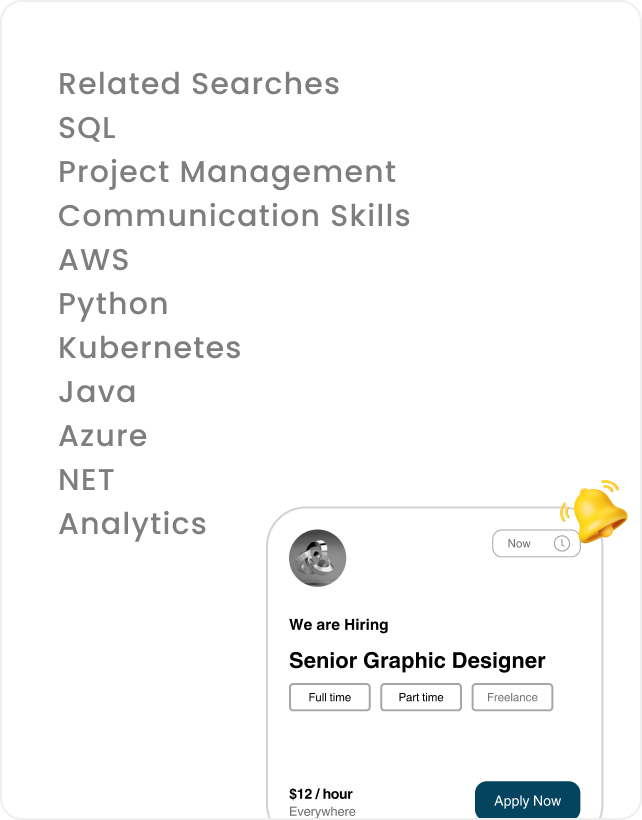 Related Searches
SQL
Project Management
Communication Skills
AWS
Python
Kubernetes
Java
Azure
NET
Analytics
Now
We are Hiring
Senior Graphic Designer
Full time Part time Freelance
$12 / hour
Everywhere
Apply Now